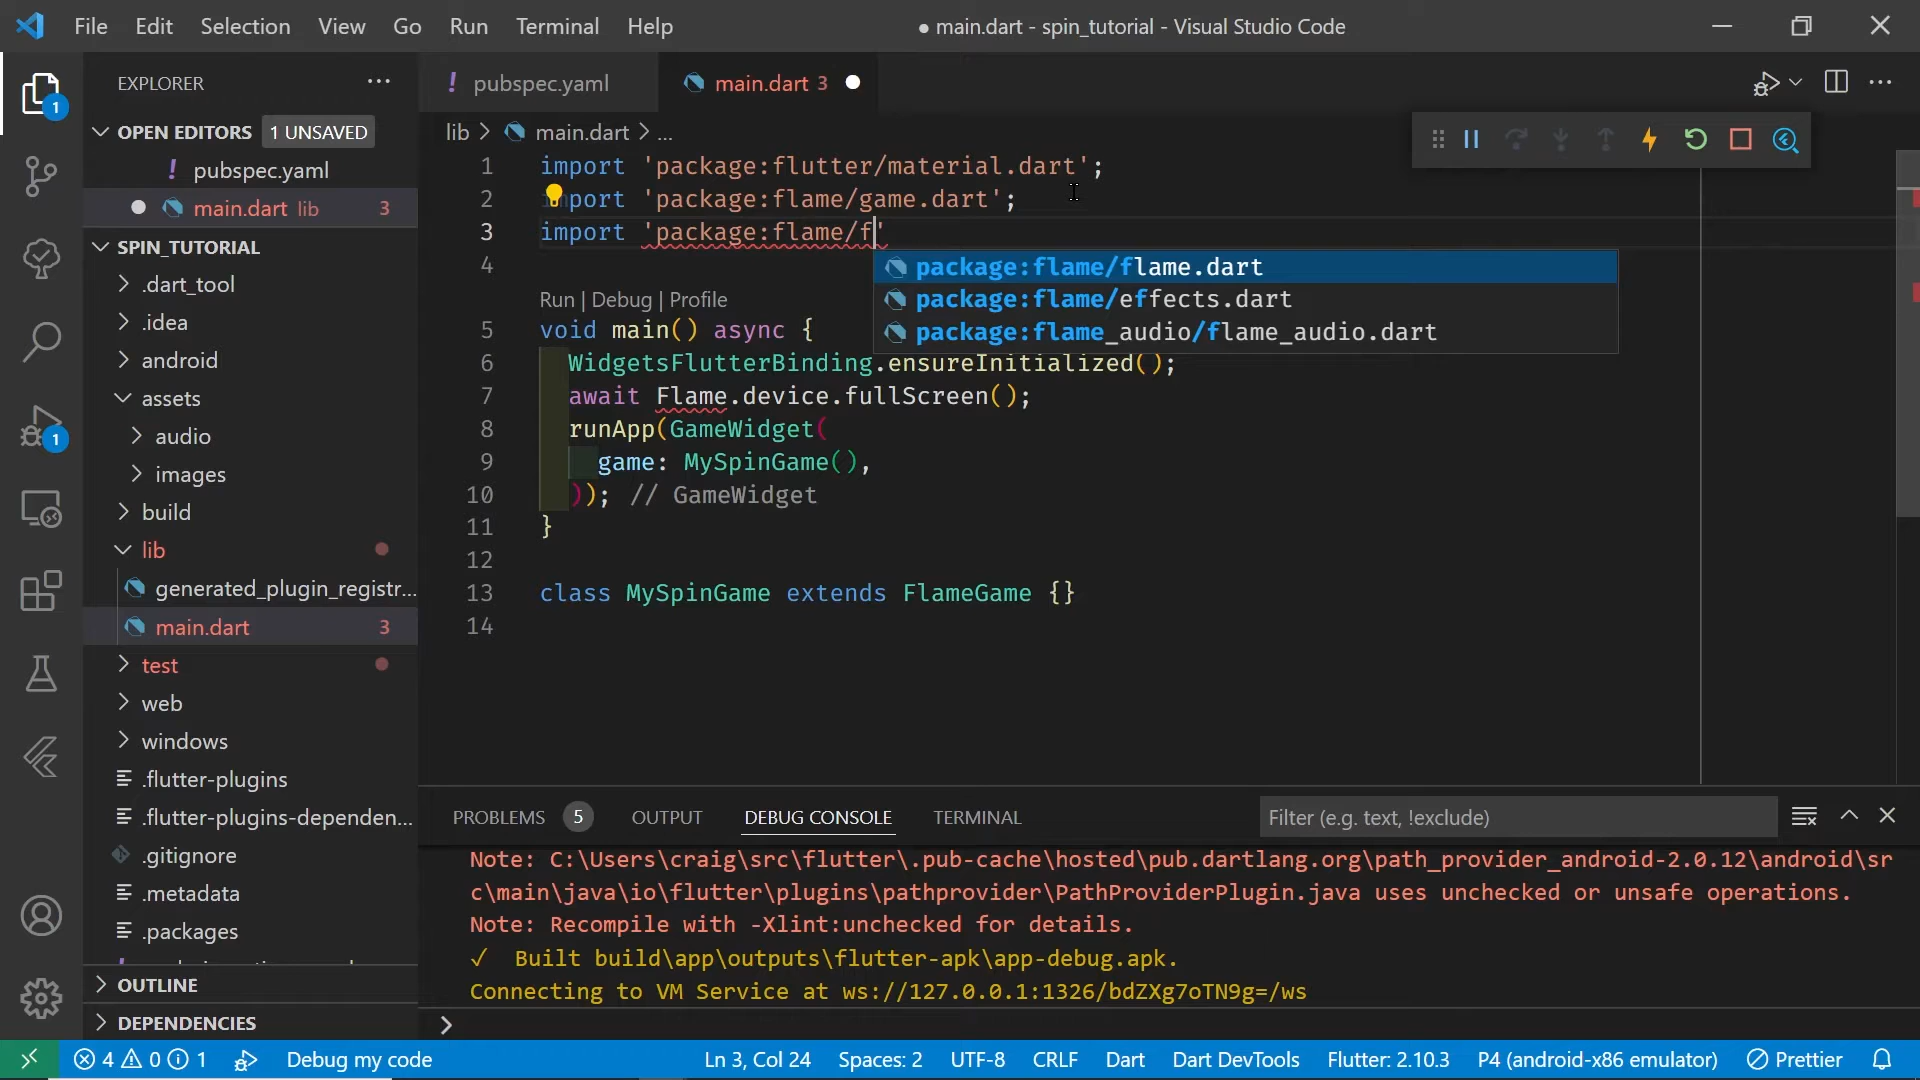 File Edit Selection View Go Run Terminal Help
● main.dart - spin_tutorial - Visual Studio Code
EXPLORER
OPEN EDITORS 1 UNSAVED
! pubspec.yaml
main.dart lib 3
SPIN_TUTORIAL
.dart_tool
.idea
android
assets
audio
images
build
lib
generated_plugin_registr...
main.dart 3
test
web
windows
.flutter-plugins
.flutter-plugins-depende­n...
.gitignore
.metadata
.packages
OUTLINE
DEPENDENCIES
1
1
! pubspec.yaml
main.dart 3
lib > main.dart > ...
1 import 'package:flutter/material.dart';
2 import 'package:flame/game.dart';
3 import 'package:flame/f'
4
package:flame/flame.dart
package:flame/effects.dart
package:flame_audio/flame_audio.dart
Run | Debug | Profile
5 void main() async {
6 WidgetsFlutterBinding.ensureInitialized();
7 await Flame.device.fullScreen();
8 runApp(GameWidget(
9 game: MySpinGame(),
10 )); // GameWidget
11 }
12
13 class MySpinGame extends FlameGame {}
14
PROBLEMS 5 OUTPUT DEBUG CONSOLE TERMINAL
Filter (e.g. text, !exclude)
Note: C:\Users\craig\src\flutter\.pub-cache\hosted\pub.dartlang.org\path_provider_android-2.0.12\android\sr
c\main\java\io\flutter\plugins\pathprovider\PathProviderPlugin.java uses unchecked or unsafe operations.
Note: Recompile with -Xlint:unchecked for details.
✓ Built build\app\outputs\flutter-apk\app-debug.apk.
Connecting to VM Service at ws://127.0.0.1:1326/bdZXg7oTN9g=/ws
4 0 1 Debug my code Ln 3, Col 24 Spaces: 2 UTF-8 CRLF Dart Dart DevTools Flutter: 2.10.3 P4 (android-x86 emulator) Prettier